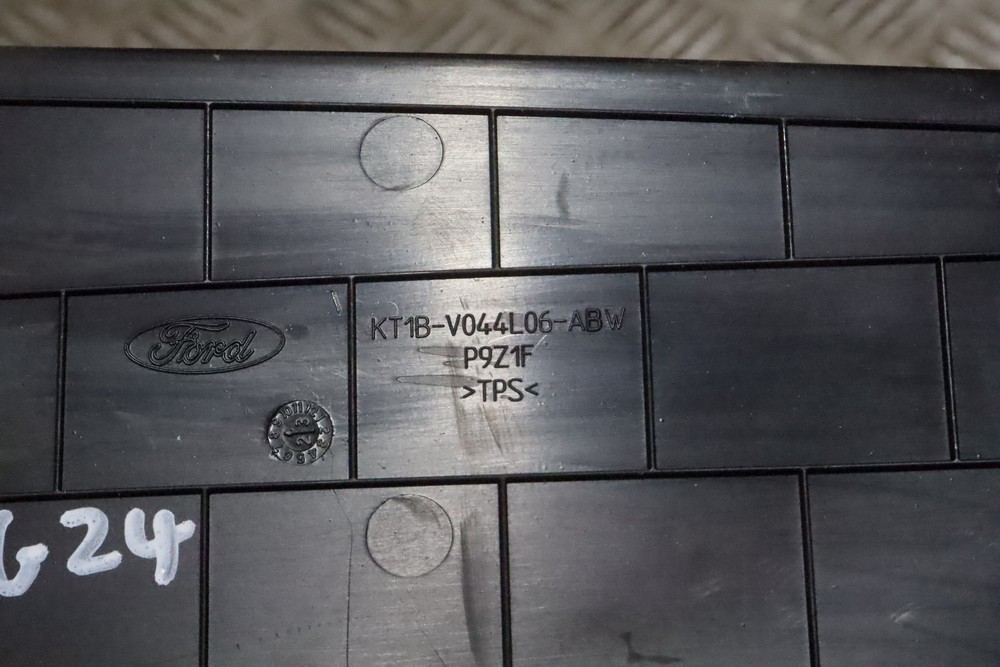 KT1B-V044L06-ABW
Ford
P9Z1F
>TPS<
24